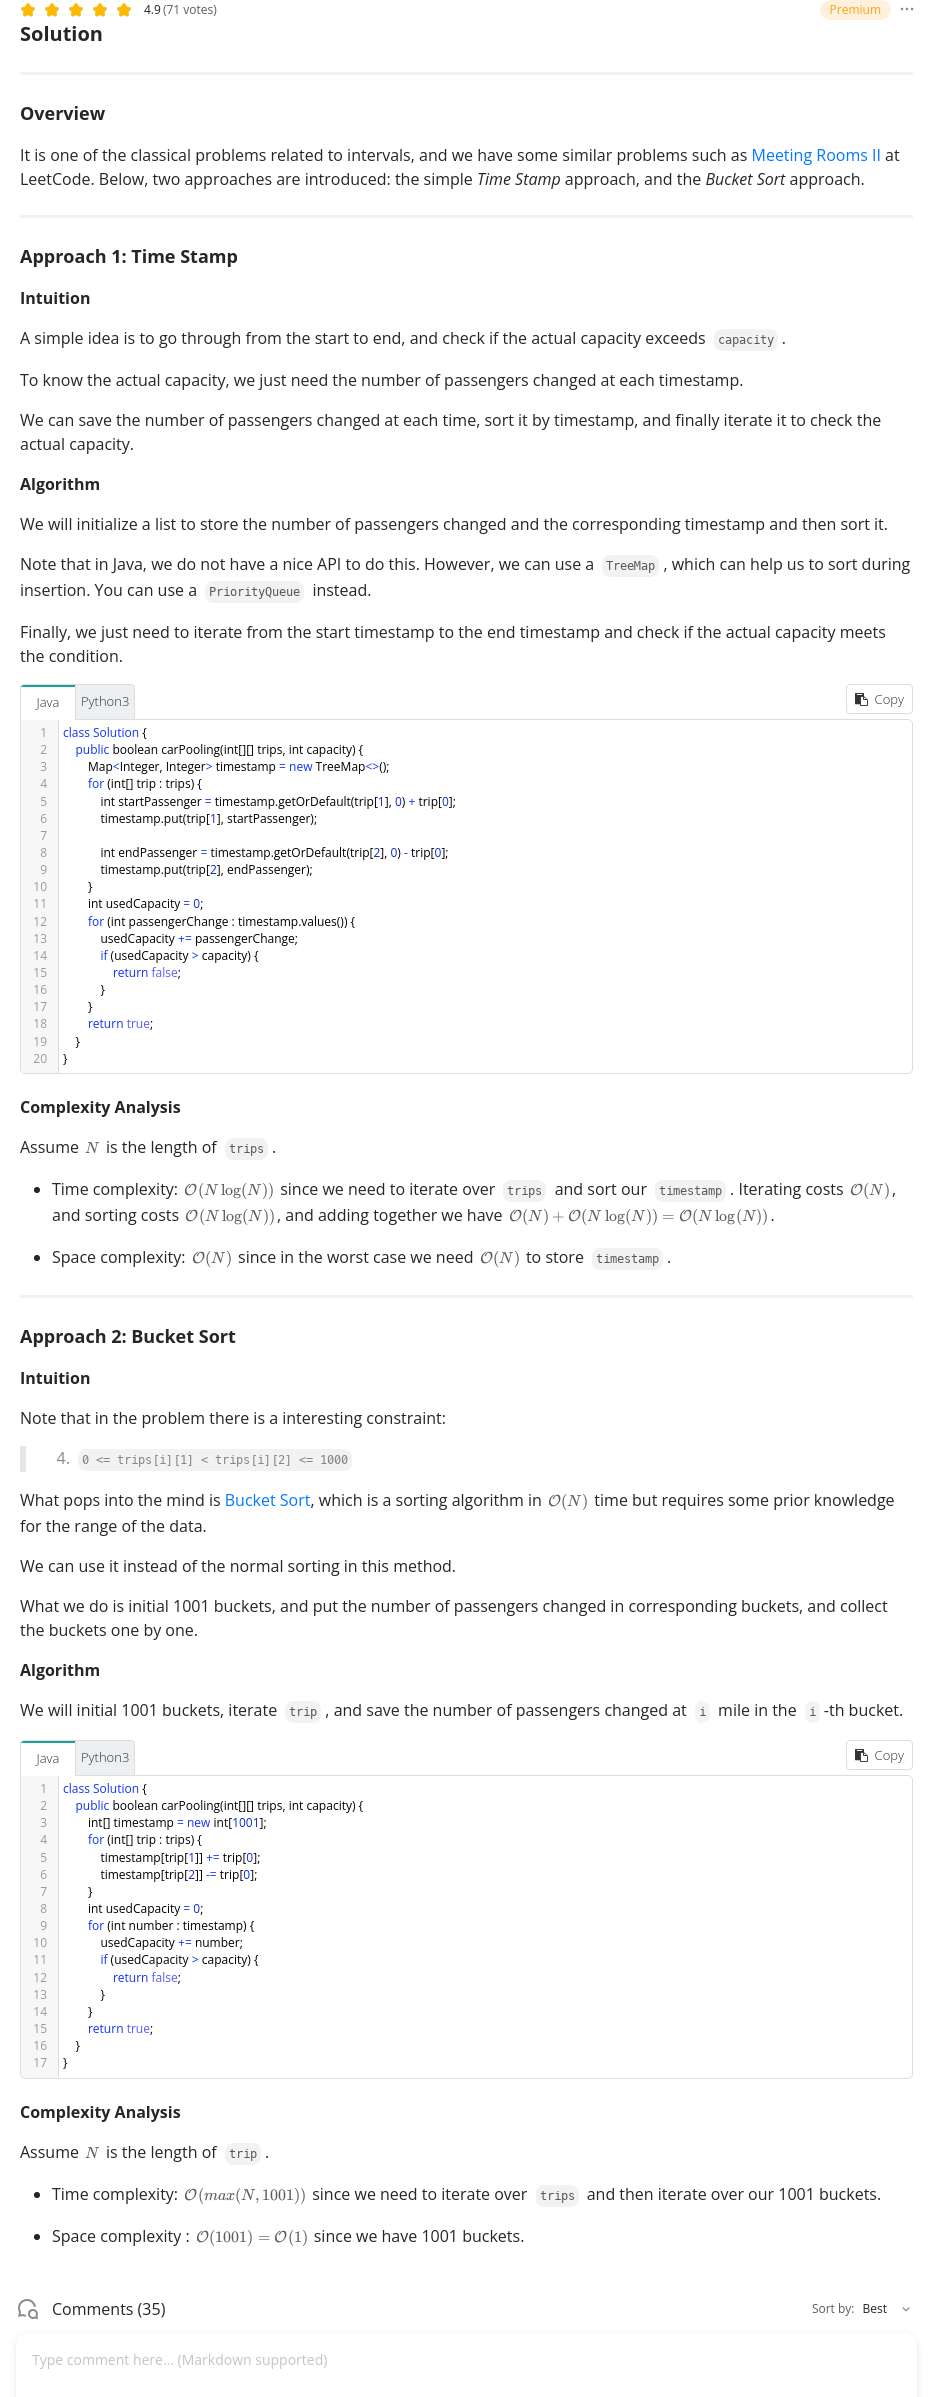 4.9 (71 votes)
Premium
Solution
Overview
It is one of the classical problems related to intervals, and we have some similar problems such as Meeting Rooms II at
LeetCode. Below, two approaches are introduced: the simple Time Stamp approach, and the Bucket Sort approach.
Approach 1: Time Stamp
Intuition
A simple idea is to go through from the start to end, and check if the actual capacity exceeds capacity .
To know the actual capacity, we just need the number of passengers changed at each timestamp.
We can save the number of passengers changed at each time, sort it by timestamp, and finally iterate it to check the
actual capacity.
Algorithm
We will initialize a list to store the number of passengers changed and the corresponding timestamp and then sort it.
Note that in Java, we do not have a nice API to do this. However, we can use a TreeMap , which can help us to sort during
insertion. You can use a PriorityQueue instead.
Finally, we just need to iterate from the start timestamp to the end timestamp and check if the actual capacity meets
the condition.
Java Python3 Copy
1 class Solution {
2     public boolean carPooling(int[][] trips, int capacity) {
3         Map<Integer, Integer> timestamp = new TreeMap<>();
4         for (int[] trip : trips) {
5             int startPassenger = timestamp.getOrDefault(trip[1], 0) + trip[0];
6             timestamp.put(trip[1], startPassenger);
7
8             int endPassenger = timestamp.getOrDefault(trip[2], 0) - trip[0];
9             timestamp.put(trip[2], endPassenger);
10         }
11         int usedCapacity = 0;
12         for (int passengerChange : timestamp.values()) {
13             usedCapacity += passengerChange;
14             if (usedCapacity > capacity) {
15                 return false;
16             }
17         }
18         return true;
19     }
20 }
Complexity Analysis
Assume N is the length of trips .
• Time complexity: O(N log(N)) since we need to iterate over trips and sort our timestamp . Iterating costs O(N),
and sorting costs O(N log(N)), and adding together we have O(N) + O(N log(N)) = O(N log(N)).
• Space complexity: O(N) since in the worst case we need O(N) to store timestamp .
Approach 2: Bucket Sort
Intuition
Note that in the problem there is a interesting constraint:
4. 0 <= trips[i][1] < trips[i][2] <= 1000
What pops into the mind is Bucket Sort, which is a sorting algorithm in O(N) time but requires some prior knowledge
for the range of the data.
We can use it instead of the normal sorting in this method.
What we do is initial 1001 buckets, and put the number of passengers changed in corresponding buckets, and collect
the buckets one by one.
Algorithm
We will initial 1001 buckets, iterate trip , and save the number of passengers changed at i mile in the i -th bucket.
Java Python3 Copy
1 class Solution {
2     public boolean carPooling(int[][] trips, int capacity) {
3         int[] timestamp = new int[1001];
4         for (int[] trip : trips) {
5             timestamp[trip[1]] += trip[0];
6             timestamp[trip[2]] -= trip[0];
7         }
8         int usedCapacity = 0;
9         for (int number : timestamp) {
10             usedCapacity += number;
11             if (usedCapacity > capacity) {
12                 return false;
13             }
14         }
15         return true;
16     }
17 }
Complexity Analysis
Assume N is the length of trip .
• Time complexity: O(max(N, 1001)) since we need to iterate over trips and then iterate over our 1001 buckets.
• Space complexity : O(1001) = O(1) since we have 1001 buckets.
Comments (35)
Sort by: Best
Type comment here... (Markdown supported)